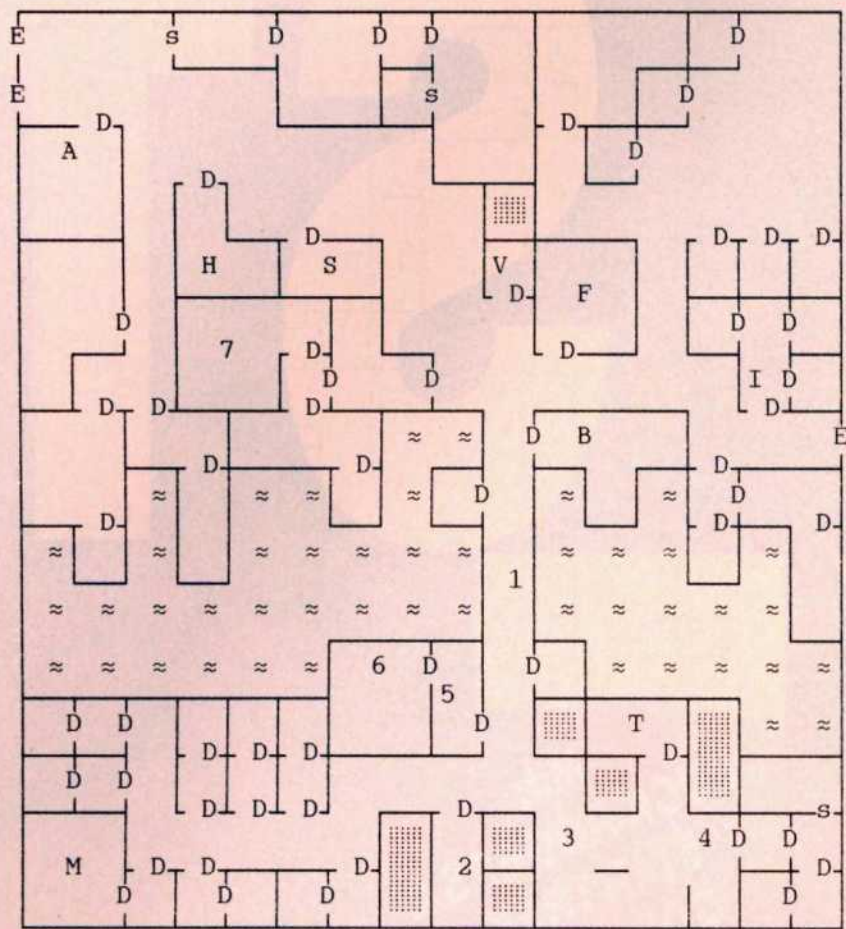 E s D D D D
E s D
D D
A D
D
D D D D
H S D V
D F
D D D
7 D D
D I D
D D D D
≈ ≈ D B E
D D D
≈ ≈ ≈ ≈ D ≈ ≈ D
D D D
≈ ≈ ≈ ≈ ≈ ≈ ≈ ≈ ≈ ≈ ≈
1
≈ ≈ ≈ ≈ ≈ ≈ ≈ ≈ ≈ ≈ ≈ ≈ ≈ ≈
≈ ≈ ≈ ≈ ≈ ≈ 6 D D ≈ ≈ ≈ ≈ ≈
5
D D D T ≈ ≈
D D D D
D D
D D D D s
3 4 D D
M D D D 2 D
D D D D